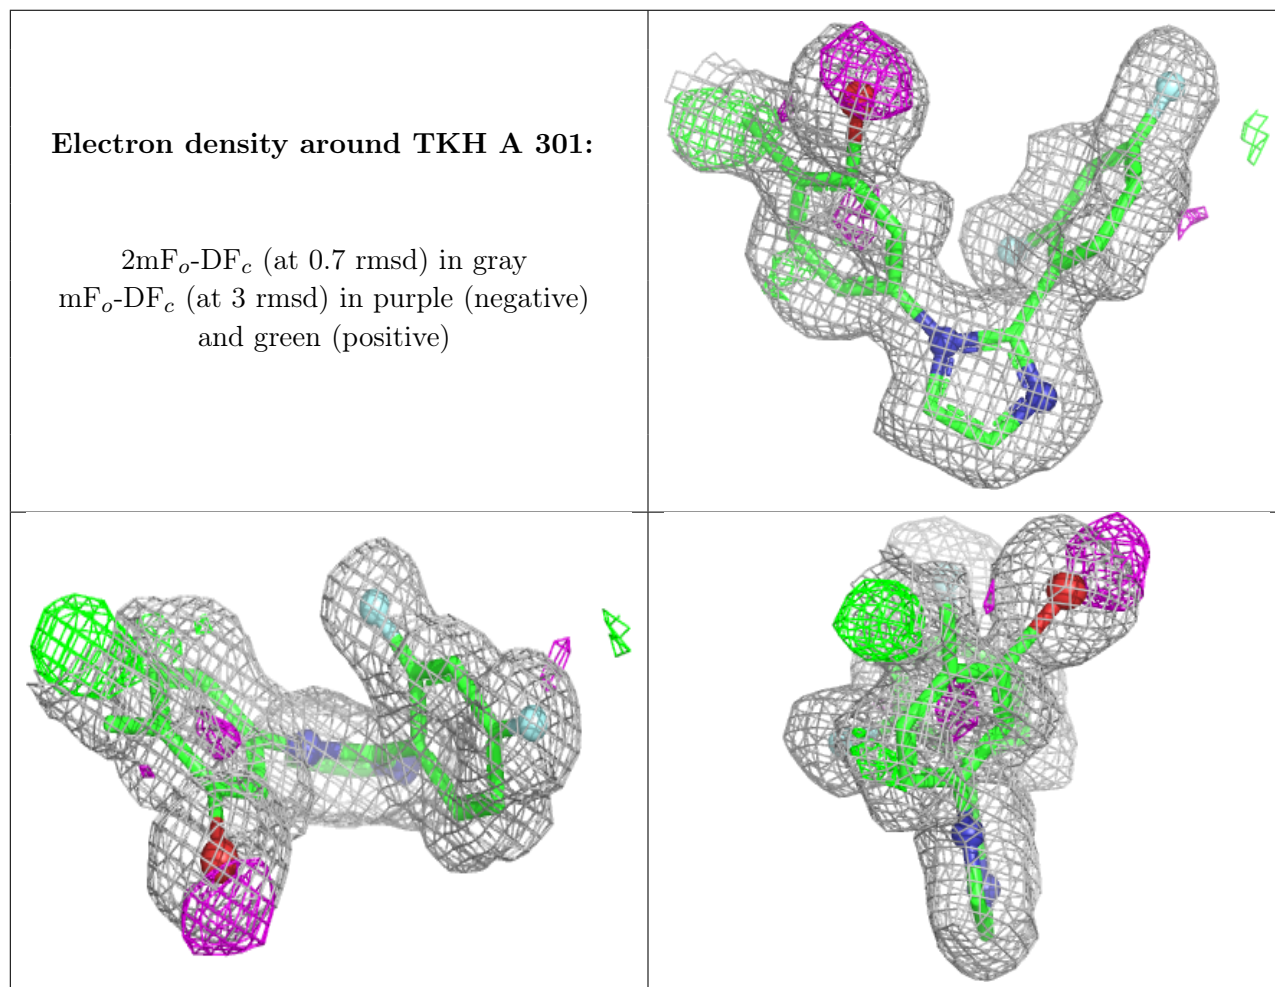 Electron density around TKH A 301:
2mFo-DFc (at 0.7 rmsd) in gray
mFo-DFc (at 3 rmsd) in purple (negative)
and green (positive)